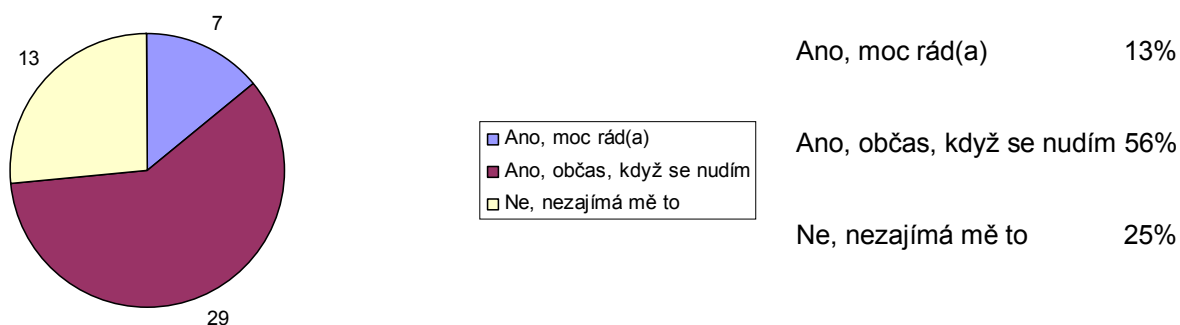 7
13
29
Ano, moc rád(a)
Ano, občas, když se nudím
Ne, nezajímá mě to
Ano, moc rád(a) 13%
Ano, občas, když se nudím 56%
Ne, nezajímá mě to 25%